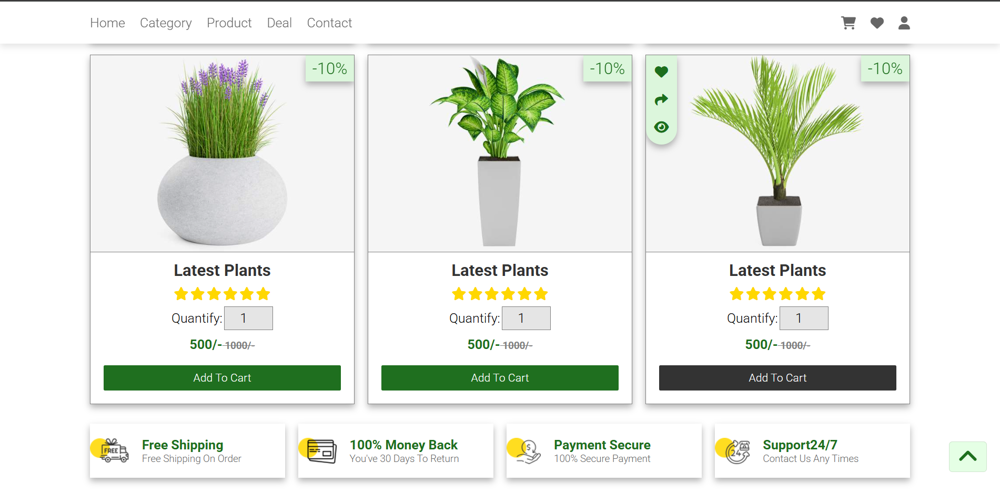 Home Category Product Deal Contact
-10%
-10%
-10%
Latest Plants
Quantify: 1
500/- 1000/-
Add To Cart
Latest Plants
Quantify: 1
500/- 1000/-
Add To Cart
Latest Plants
Quantify: 1
500/- 1000/-
Add To Cart
FREE
Free Shipping
Free Shipping On Order
100% Money Back
You've 30 Days To Return
$
Payment Secure
100% Secure Payment
24
Support24/7
Contact Us Any Times